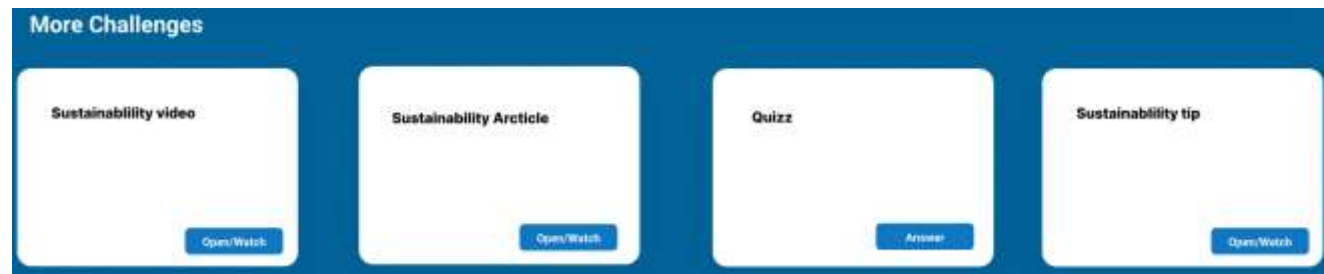 More Challenges
Sustainablility video
Sustainability Arcticle
Quizz
Sustainablility tip
Open/Watch
Open/Watch
Answer
Open/Watch